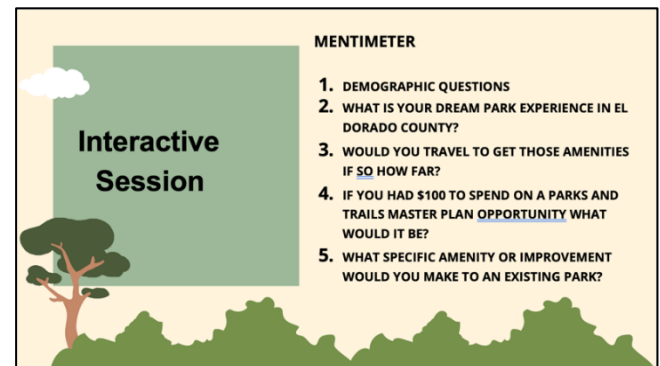 Interactive
Session
MENTIMETER
1. DEMOGRAPHIC QUESTIONS
2. WHAT IS YOUR DREAM PARK EXPERIENCE IN EL
DORADO COUNTY?
3. WOULD YOU TRAVEL TO GET THOSE AMENITIES
IF SO HOW FAR?
4. IF YOU HAD $100 TO SPEND ON A PARKS AND
TRAILS MASTER PLAN OPPORTUNITY WHAT
WOULD IT BE?
5. WHAT SPECIFIC AMENITY OR IMPROVEMENT
WOULD YOU MAKE TO AN EXISTING PARK?